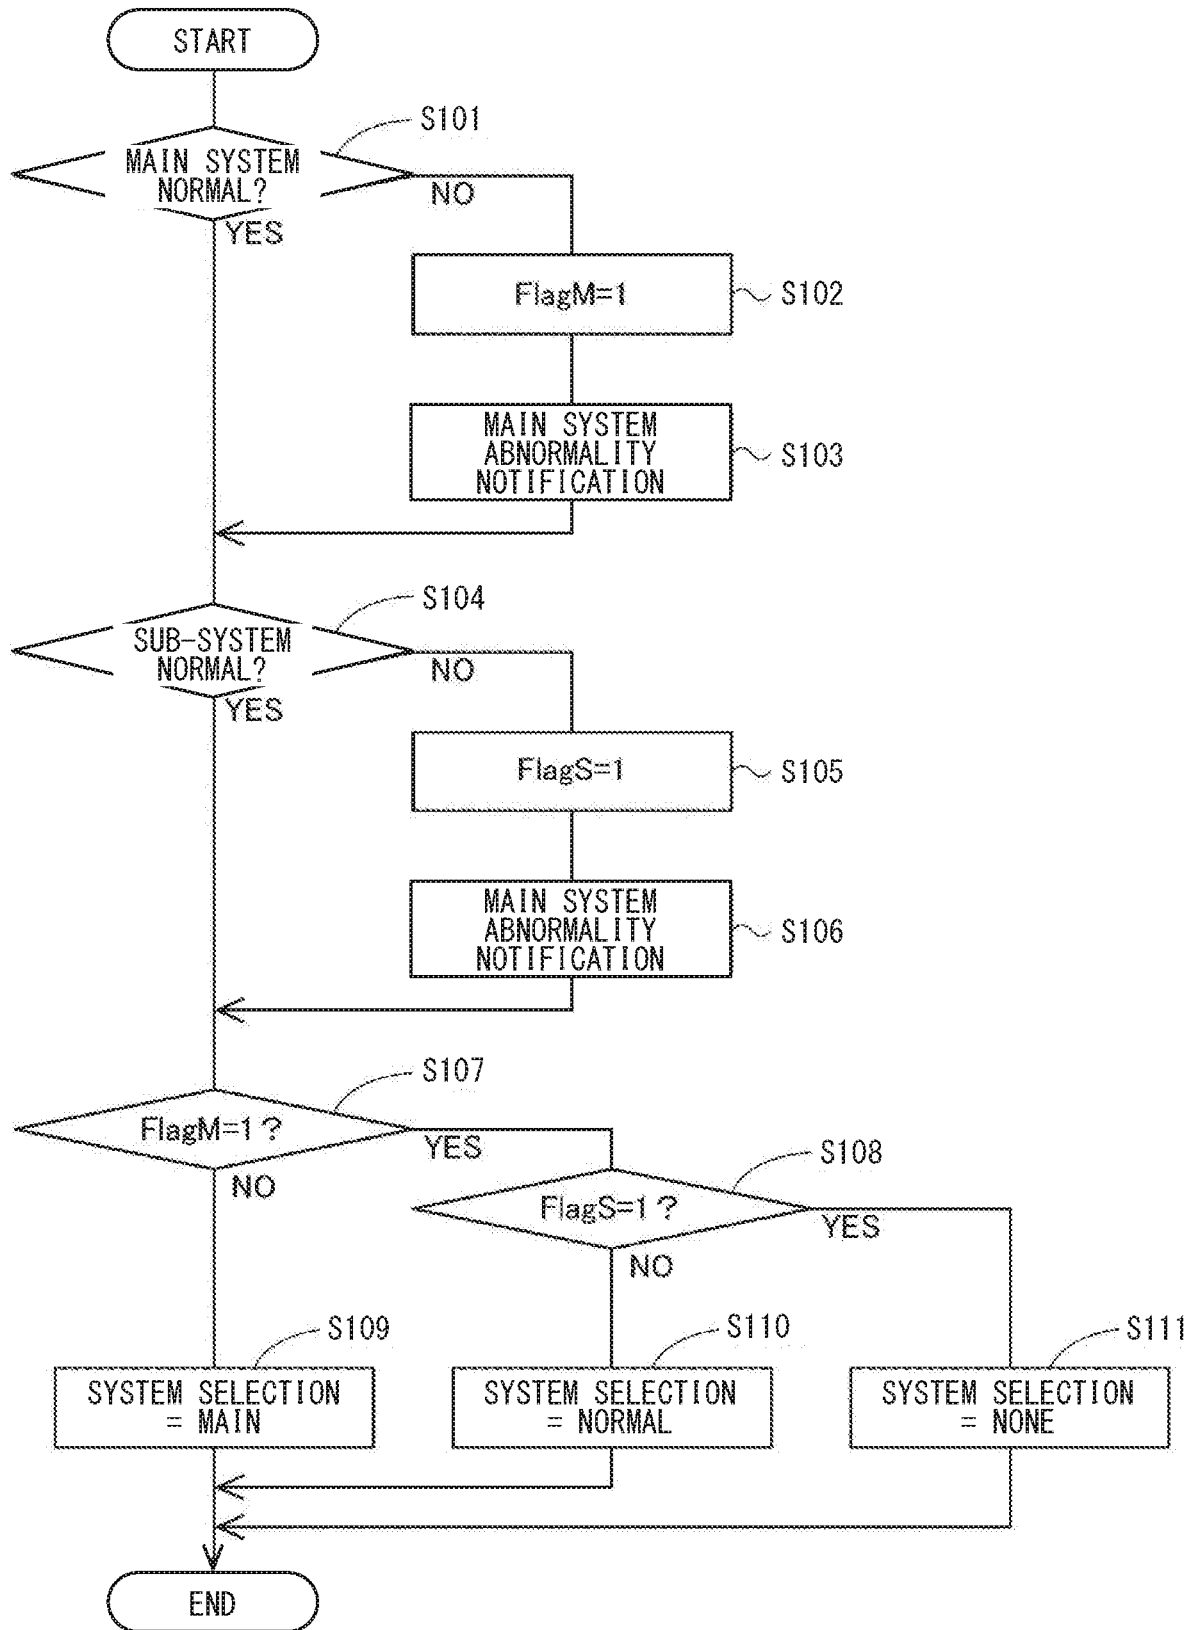 START
S101
MAIN SYSTEM
NORMAL?
NO
YES
FlagM=1
S102
MAIN SYSTEM
ABNORMALITY
NOTIFICATION
S103
S104
SUB-SYSTEM
NORMAL?
NO
YES
FlagS=1
S105
MAIN SYSTEM
ABNORMALITY
NOTIFICATION
S106
S107
FlagM=1?
YES
NO
S108
FlagS=1?
YES
NO
S109
SYSTEM SELECTION
= MAIN
S110
SYSTEM SELECTION
= NORMAL
S111
SYSTEM SELECTION
= NONE
END